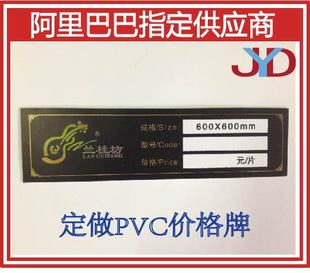 阿里巴巴指定供应商
JYD
兰桂坊
LAN GUIFANG
规格/Size: 600X600mm
型号/Code:
价格/Price: 元/片
定做PVC价格牌